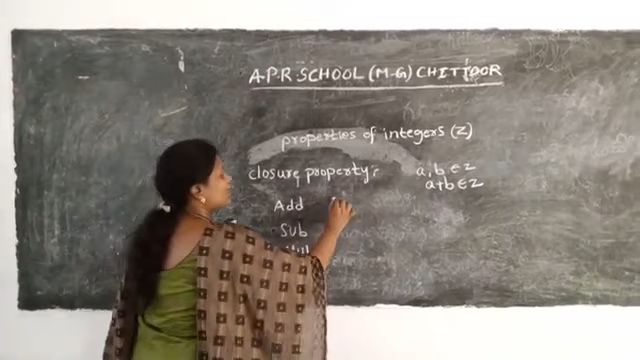 A.P.R SCHOOL (M-G) CHITTOOR
properties of integers (Z)
closure property:- a, b ∈ Z
a+b ∈ Z
Add
Sub